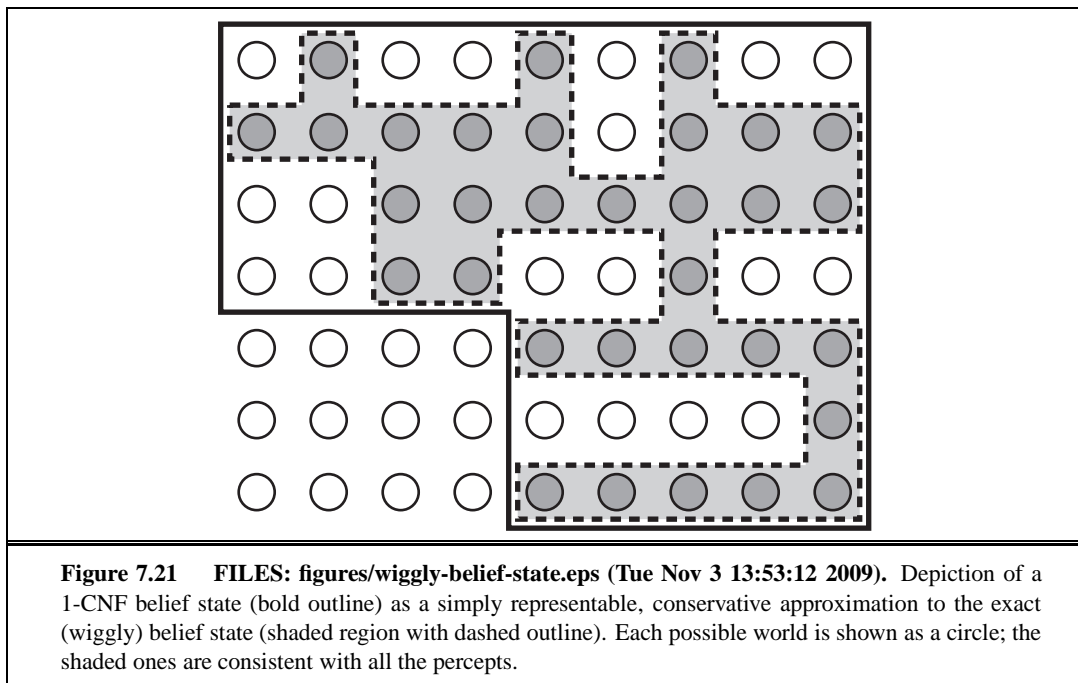 Figure 7.21 FILES: figures/wiggly-belief-state.eps (Tue Nov 3 13:53:12 2009). Depiction of a
1-CNF belief state (bold outline) as a simply representable, conservative approximation to the exact
(wiggly) belief state (shaded region with dashed outline). Each possible world is shown as a circle; the
shaded ones are consistent with all the percepts.